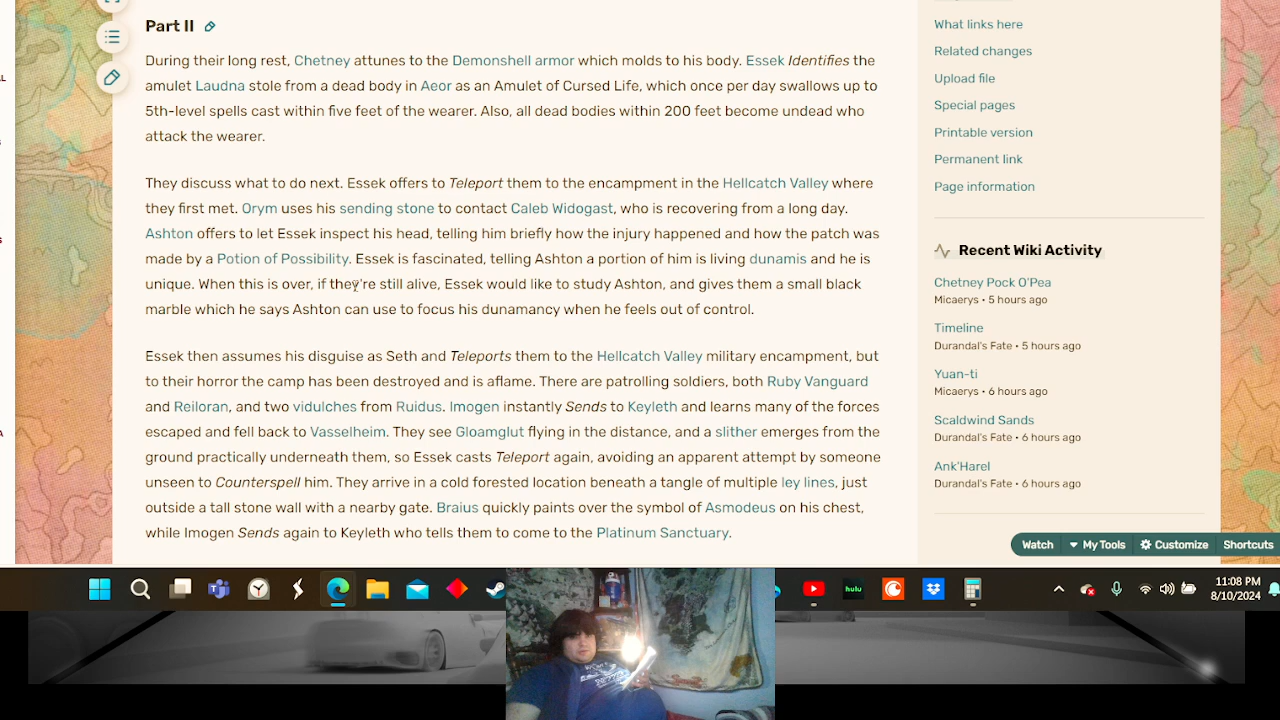 Part II
During their long rest, Chetney attunes to the Demonshell armor which molds to his body. Essek Identifies the
amulet Laudna stole from a dead body in Aeor as an Amulet of Cursed Life, which once per day swallows up to
5th-level spells cast within five feet of the wearer. Also, all dead bodies within 200 feet become undead who
attack the wearer.
They discuss what to do next. Essek offers to Teleport them to the encampment in the Hellcatch Valley where
they first met. Orym uses his sending stone to contact Caleb Widogast, who is recovering from a long day.
Ashton offers to let Essek inspect his head, telling him briefly how the injury happened and how the patch was
made by a Potion of Possibility. Essek is fascinated, telling Ashton a portion of him is living dunamis and he is
unique. When this is over, if they're still alive, Essek would like to study Ashton, and gives them a small black
marble which he says Ashton can use to focus his dunamancy when he feels out of control.
Essek then assumes his disguise as Seth and Teleports them to the Hellcatch Valley military encampment, but
to their horror the camp has been destroyed and is aflame. There are patrolling soldiers, both Ruby Vanguard
and Reiloran, and two vidulches from Ruidus. Imogen instantly Sends to Keyleth and learns many of the forces
escaped and fell back to Vasselheim. They see Gloamglut flying in the distance, and a slither emerges from the
ground practically underneath them, so Essek casts Teleport again, avoiding an apparent attempt by someone
unseen to Counterspell him. They arrive in a cold forested location beneath a tangle of multiple ley lines, just
outside a tall stone wall with a nearby gate. Braius quickly paints over the symbol of Asmodeus on his chest,
while Imogen Sends again to Keyleth who tells them to come to the Platinum Sanctuary.
What links here
Related changes
Upload file
Special pages
Printable version
Permanent link
Page information
Recent Wiki Activity
Chetney Pock O'Pea
Micaerys • 5 hours ago
Timeline
Durandal's Fate • 5 hours ago
Yuan-ti
Micaerys • 6 hours ago
Scaldwind Sands
Durandal's Fate • 6 hours ago
Ank'Harel
Durandal's Fate • 6 hours ago
Watch My Tools Customize Shortcuts
hulu
11:08 PM
8/10/2024